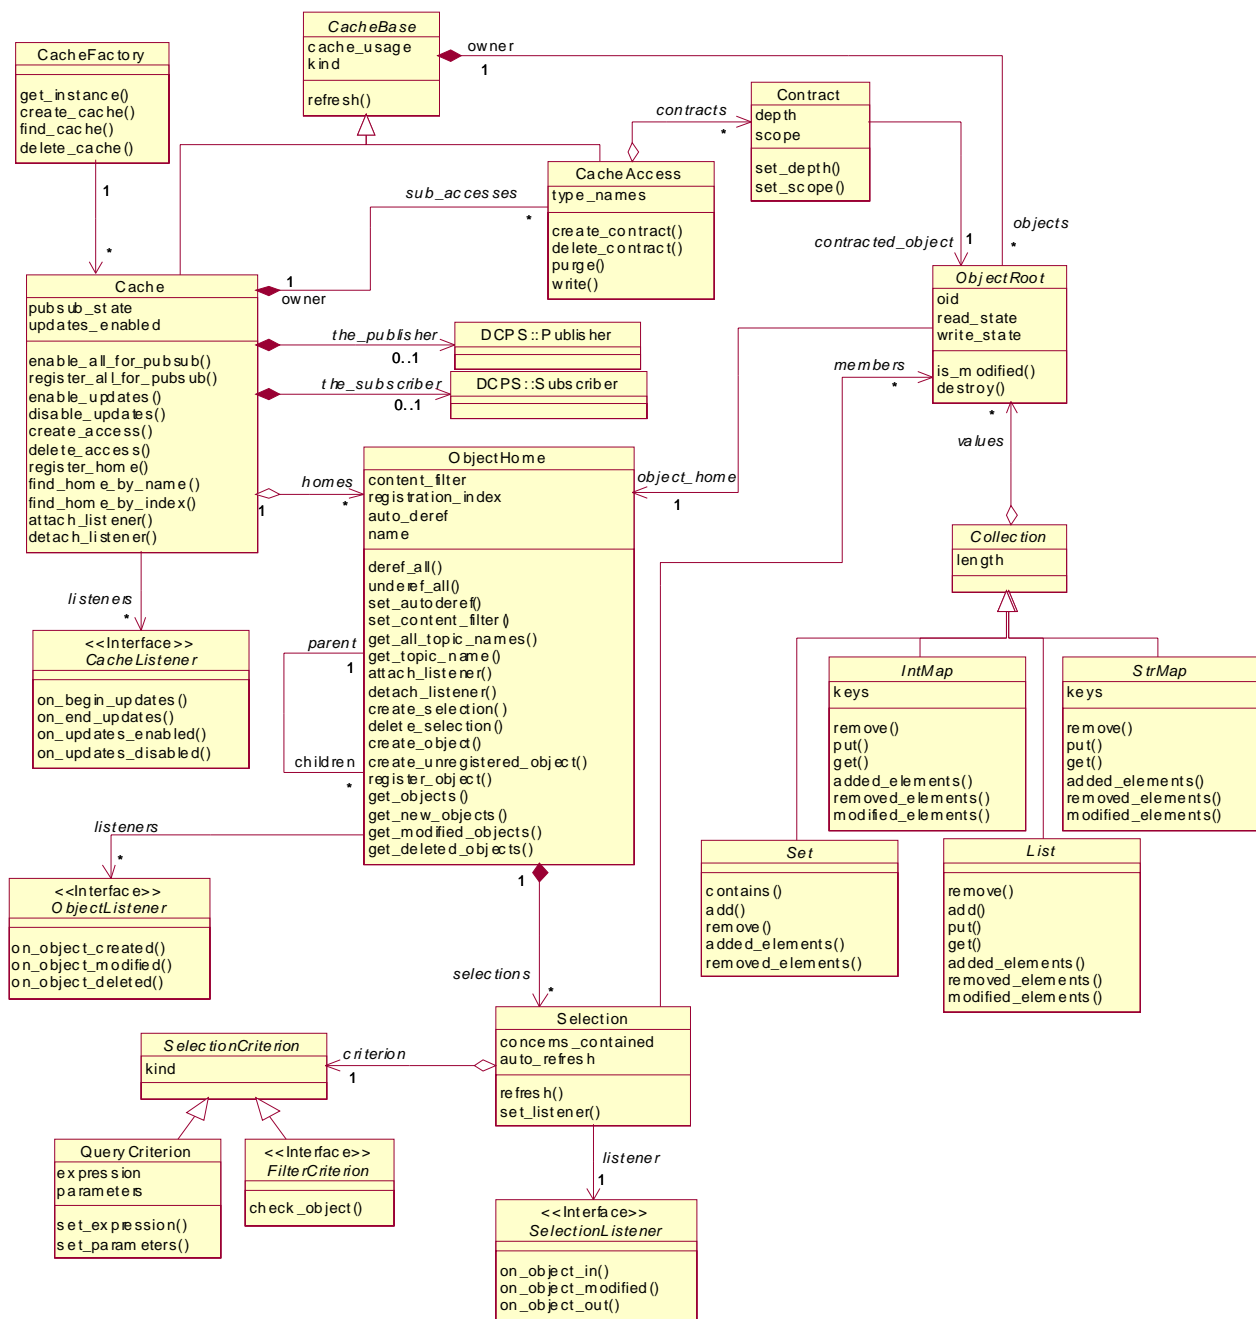 CacheBase
cache_usage
kind
refresh()
owner
1
CacheFactory
get_instance()
create_cache()
find_cache()
delete_cache()
1
*
Contract
depth
scope
set_depth()
set_scope()
contracts
*
CacheAccess
type_names
create_contract()
delete_contract()
purge()
write()
sub_accesses
*
1
owner
contracted_object
1
objects
*
Cache
pubsub_state
updates_enabled
enable_all_for_pubsub()
register_all_for_pubsub()
enable_updates()
disable_updates()
create_access()
delete_access()
register_home()
find_home_by_name()
find_home_by_index()
attach_listener()
detach_listener()
the_publisher
0..1
DCPS::Publisher
the_subscriber
0..1
DCPS::Subscriber
ObjectRoot
oid
read_state
write_state
is_modified()
destroy()
members
*
*
values
homes
1
*
ObjectHome
content_filter
registration_index
auto_deref
name
deref_all()
underef_all()
set_autoderef()
set_content_filter()
get_all_topic_names()
get_topic_name()
attach_listener()
detach_listener()
create_selection()
delete_selection()
create_object()
create_unregistered_object()
register_object()
get_objects()
get_new_objects()
get_modified_objects()
get_deleted_objects()
object_home
1
parent
1
children
*
Collection
length
listeners
*
<<Interface>>
CacheListener
on_begin_updates()
on_end_updates()
on_updates_enabled()
on_updates_disabled()
IntMap
keys
remove()
put()
get()
added_elements()
removed_elements()
modified_elements()
StrMap
keys
remove()
put()
get()
added_elements()
removed_elements()
modified_elements()
listeners
*
<<Interface>>
ObjectListener
on_object_created()
on_object_modified()
on_object_deleted()
Set
contains()
add()
remove()
added_elements()
removed_elements()
List
remove()
add()
put()
get()
added_elements()
removed_elements()
modified_elements()
1
selections
*
Selection
concerns_contained
auto_refresh
refresh()
set_listener()
criterion
1
SelectionCriterion
kind
QueryCriterion
expression
parameters
set_expression()
set_parameters()
<<Interface>>
FilterCriterion
check_object()
listener
1
<<Interface>>
SelectionListener
on_object_in()
on_object_modified()
on_object_out()